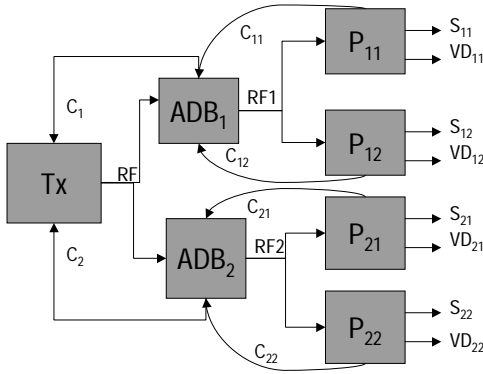 C₁₁
P₁₁
S₁₁
VD₁₁
C₁
ADB₁
RF1
P₁₂
S₁₂
VD₁₂
C₁₂
Tx
RF
C₂₁
P₂₁
S₂₁
VD₂₁
C₂
ADB₂
RF2
P₂₂
S₂₂
VD₂₂
C₂₂